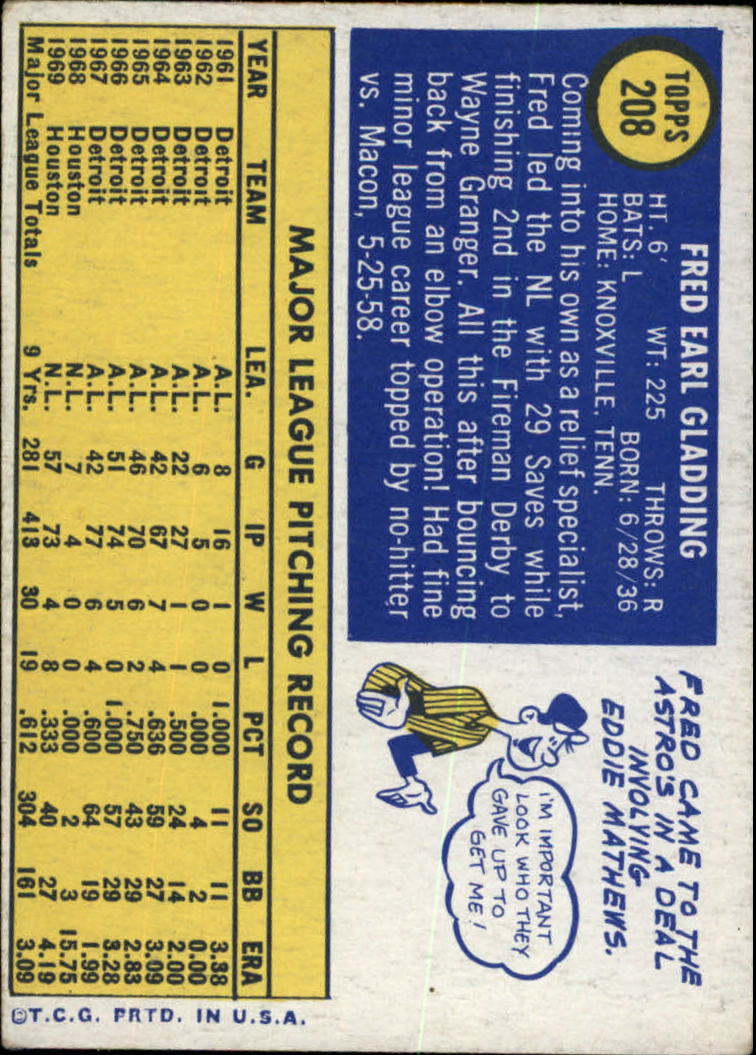 TOPPS
208
FRED EARL GLADDING
HT. 6' WT: 225 THROWS: R
BATS: L BORN: 6/28/36
HOME: KNOXVILLE, TENN.
Coming into his own as a relief specialist,
Fred led the NL with 29 Saves while
finishing 2nd in the Fireman Derby to
Wayne Granger. All this after bouncing
back from an elbow operation! Had fine
minor league career topped by no-hitter
vs. Macon, 5-25-58.
FRED CAME TO THE
ASTRO'S IN A DEAL
INVOLYING
EDDIE MATHEWS.
I'M IMPORTANT
LOOK WHO THEY
GAVE UP TO
GET ME!
MAJOR LEAGUE PITCHING RECORD
YEAR TEAM LEA. G IP W L PCT SO BB ERA
1961 Detroit A.L. 8 16 1 0 1.000 11 11 3.38
1962 Detroit A.L. 6 5 0 0 .000 4 2 0.00
1963 Detroit A.L. 22 27 1 1 .500 24 14 2.00
1964 Detroit A.L. 42 67 7 4 .636 59 27 3.09
1965 Detroit A.L. 46 70 6 2 .750 43 29 2.83
1966 Detroit A.L. 51 74 5 0 1.000 57 29 3.28
1967 Detroit A.L. 42 77 6 4 .600 64 19 1.99
1968 Houston N.L. 7 4 0 0 .000 2 3 15.75
1969 Houston N.L. 57 73 4 8 .333 40 27 4.19
Major League Totals 9 Yrs. 281 413 30 19 .612 304 161 3.09
©T.C.G. PRTD. IN U.S.A.